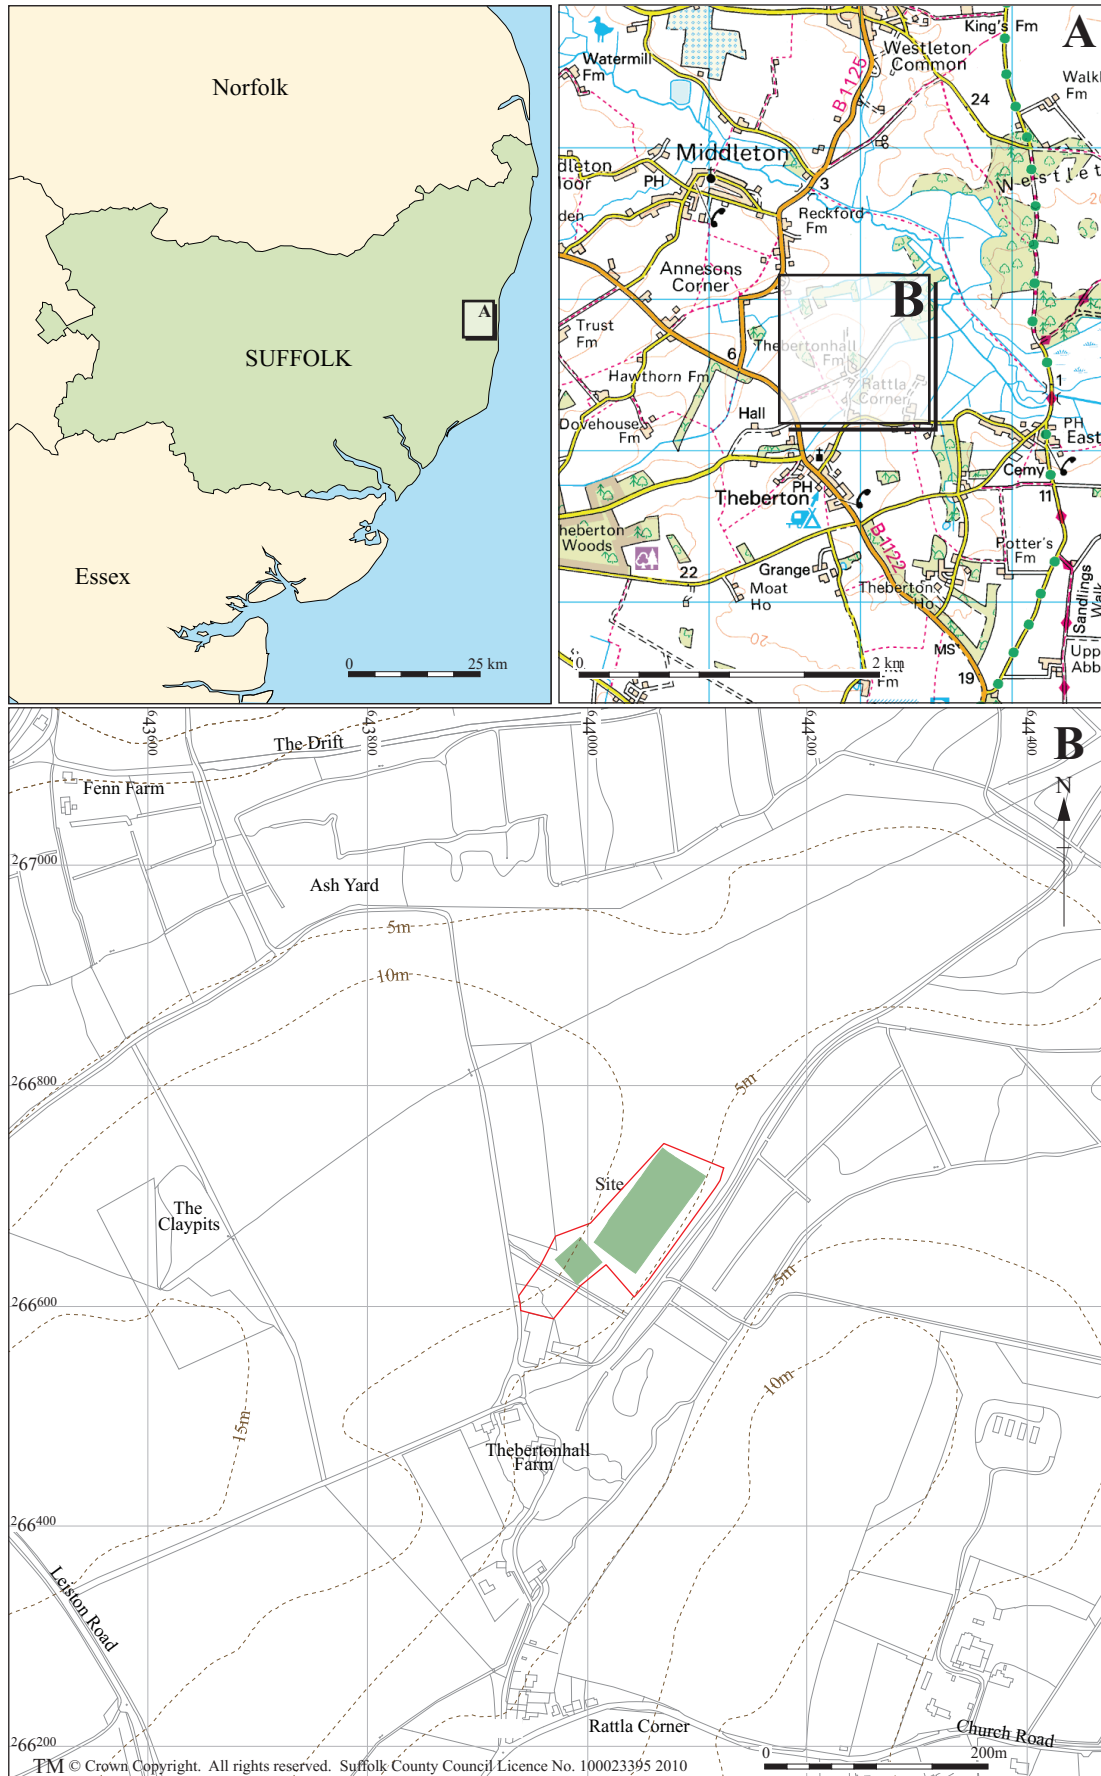 Norfolk
SUFFOLK
A
Essex
0 25 km
A
King's Fm
Westleton
Common
Watermill
Fm
B 1125
24
Fm
Middleton
PH
3
Reckford
Fm
Annesons
Corner
B
Trust
Fm
6
Thebertonhall
Fm
Hawthorn Fm
Rattla
Corner
1
Hall
Dovehouse
Fm
PH
East
Cemy
11
PH
Theberton
Woods
B1122
Potter's
Fm
22
Grange
Moat
Ho
Theberton
Ho
Sandlings
20
MS
19
Upp
Abb
0 2 km
Fm
643600
643800
644000
644200
644400
B
N
The Drift
Fenn Farm
267000
Ash Yard
5m
10m
266800
5m
Site
The
Claypits
5m
266600
10m
15m
Thebertonhall
Farm
266400
Leiston Road
Rattla Corner
Church Road
266200
0 200m
TM © Crown Copyright. All rights reserved. Suffolk County Council Licence No. 100023395 2010